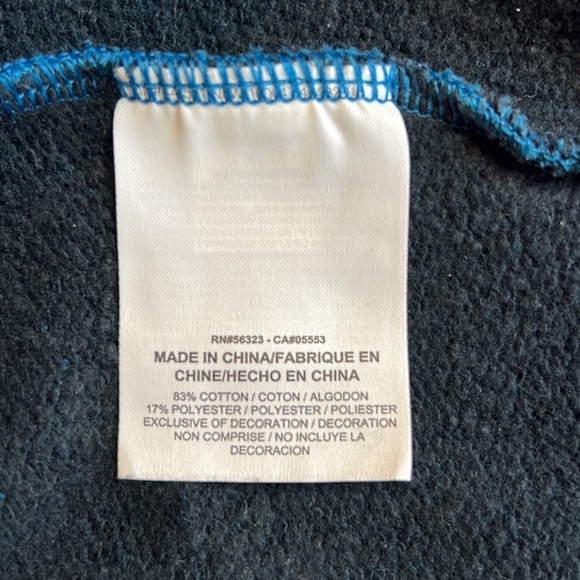 RN#56323 - CA#05553
MADE IN CHINA/FABRIQUE EN
CHINE/HECHO EN CHINA
83% COTTON / COTON / ALGODON
17% POLYESTER / POLYESTER / POLIESTER
EXCLUSIVE OF DECORATION / DECORATION
NON COMPRISE / NO INCLUYE LA
DECORACION